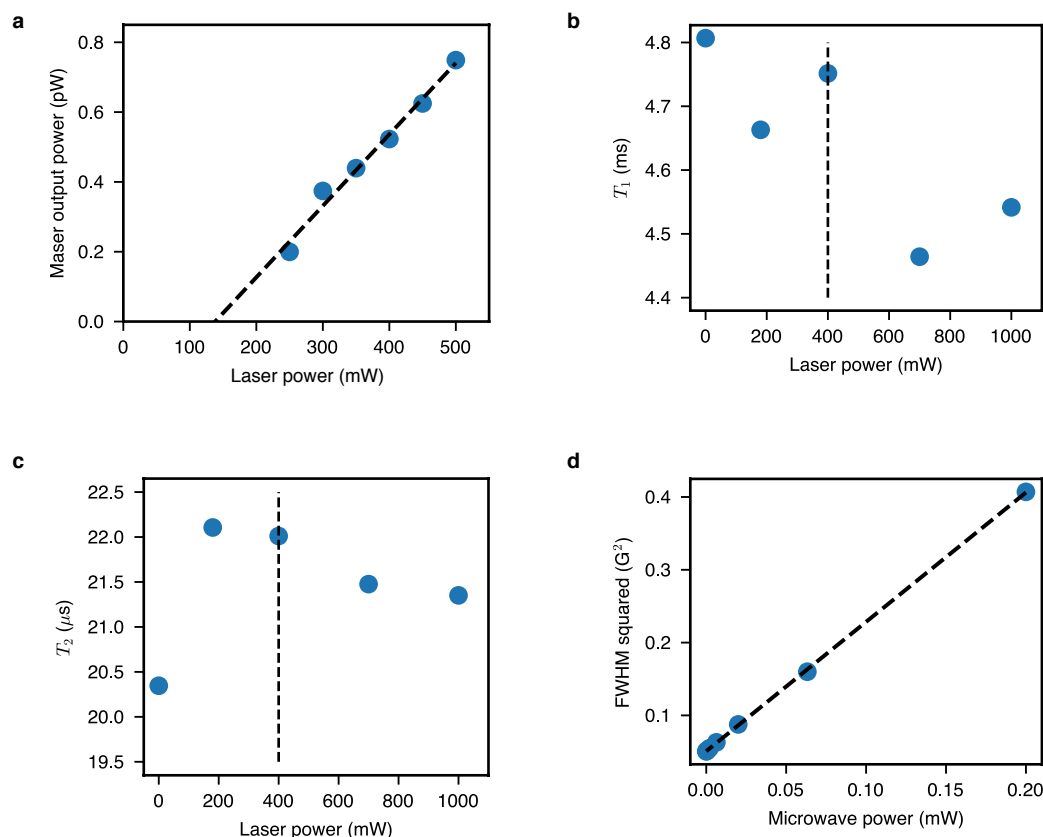 a
0.8
0.6
0.4
0.2
0.0
Maser output power (pW)
0 100 200 300 400 500
Laser power (mW)
b
4.8
4.7
4.6
4.5
4.4
T₁ (ms)
0 200 400 600 800 1000
Laser power (mW)
c
22.5
22.0
21.5
21.0
20.5
20.0
19.5
T₂ (μs)
0 200 400 600 800 1000
Laser power (mW)
d
0.4
0.3
0.2
0.1
FWHM squared (G²)
0.00 0.05 0.10 0.15 0.20
Microwave power (mW)